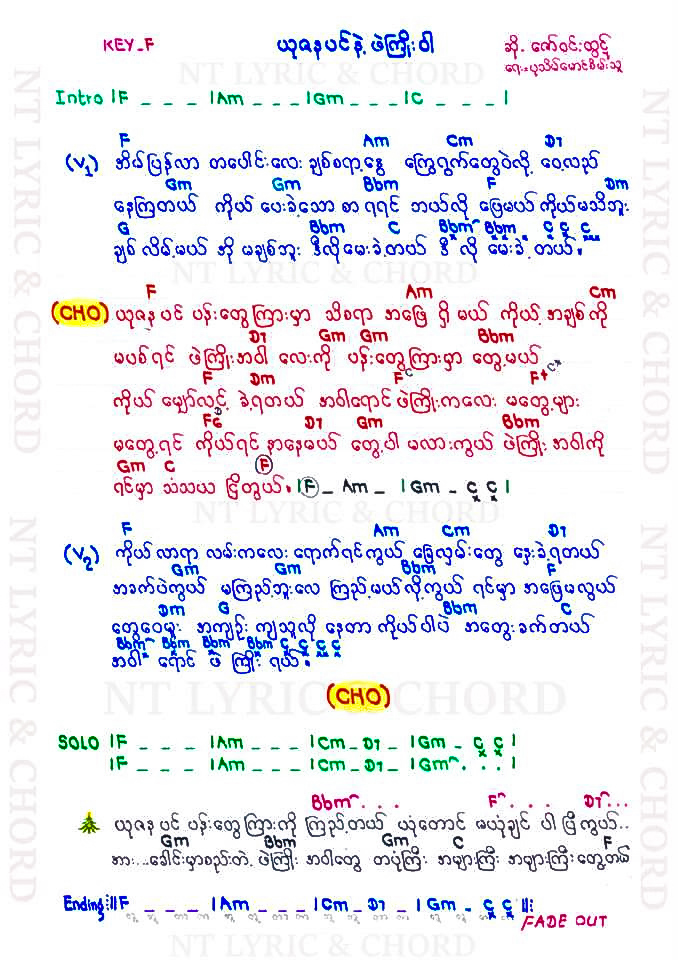 KEY_F ယုဇနပင်နဲ့ ဖဲကြိုးဝါ ဆို. ဇော်ဝင်းထွဋ်
NT LYRIC & CHORD
Intro |F _ _ _ |Am _ _ _ |Gm _ _ _ |C _ _ _ |
F Am Cm D7
(V1) အိမ်ပြန်လာ တပေါင်းလေး ချစ်စရာ့နွေ ကြွေရွက်တွေဝဲလို့ ဝေ့လည်
Gm Gm Bbm F Dm
နေကြတယ် ကိုယ် ပေးခဲ့သော စာ ရရင် ဘယ်လို ဖြေမယ် ကိုယ်မသိဘူး
G Bbm C Bbm Bbm C C
ချစ် လိမ့်မယ် ဘို မချစ်ဘူး ဒီလိုမေးခဲ့တယ် ဒီ လို မေးခဲ့ တယ်။
NT LYRIC & CHORD
F Am Cm
(CHO) ယုဇန ပင် ပန်းတွေကြားမှာ သိစရာ အဖြေ ရှိ မယ် ကိုယ့် အချစ်ကို
D7 Gm Gm Bbm
မပစ်ရင် ဖဲကြိုးအဝါ လေးကို ပန်းတွေကြားမှာ တွေ့မယ်
F Dm F C F+ C
ကိုယ် မျှော်လင့် ခဲ့ရတယ် အဝါရောင်ဖဲကြိုးကလေး မတွေ့များ
F6 D7 Gm Bbm
မတွေ့ရင် ကိုယ်ရင် နာနေမယ် တွေ့ပါ မလားကွယ် ဖဲကြိုး အဝါကို
Gm C F
ရင်မှာ သံသယ ငြိတွယ်။ |F _ Am _ |Gm _ C C |
NT LYRIC & CHORD
F Am Cm D7
(V2) ကိုယ် လာရာ လမ်းကလေး ရောက်ရင်ကွယ် ခြေလှမ်းတွေ နှေးခဲ့ရတယ်
Gm Gm Bbm F
အခက်ပဲကွယ် မကြည့်ဘူးလေ ကြည့်မယ်လို့ကွယ် ရင်မှာ အဖြေမလွယ်
Dm G Bbm C
တွေဝေမူး အကျဉ်း ကျသူလို နေတာ ကိုယ်ပါပဲ အတွေးခက်တယ်
Bbm Bbm Bbm Bbm C C C C
အဝါ ရောင် ဖဲ ကြိုး ရယ်။
(CHO)
NT LYRIC & CHORD
SOLO |F _ _ _ |Am _ _ _ |Cm _ D7 _ |Gm _ C C |
|F _ _ _ |Am _ _ _ |Cm _ D7 _ |Gm . . . |
Bbm . . . F . . . D7 . . .
ယုဇန ပင် ပန်းတွေကြားကို ကြည့်တယ် ယုံတောင် မယုံချင် ပါ ပြီကွယ်..
Gm Bbm Gm C F
အား...ခေါင်းမှာစည်းတဲ့ ဖဲကြိုး အဝါတွေ တပုံကြီး အများကြီး အများကြီးတွေ့တယ်
Ending :||F _ _ _ |Am _ _ _ |Cm _ D7 _ |Gm _ C C ||:
FADE OUT
NT LYRIC & CHORD